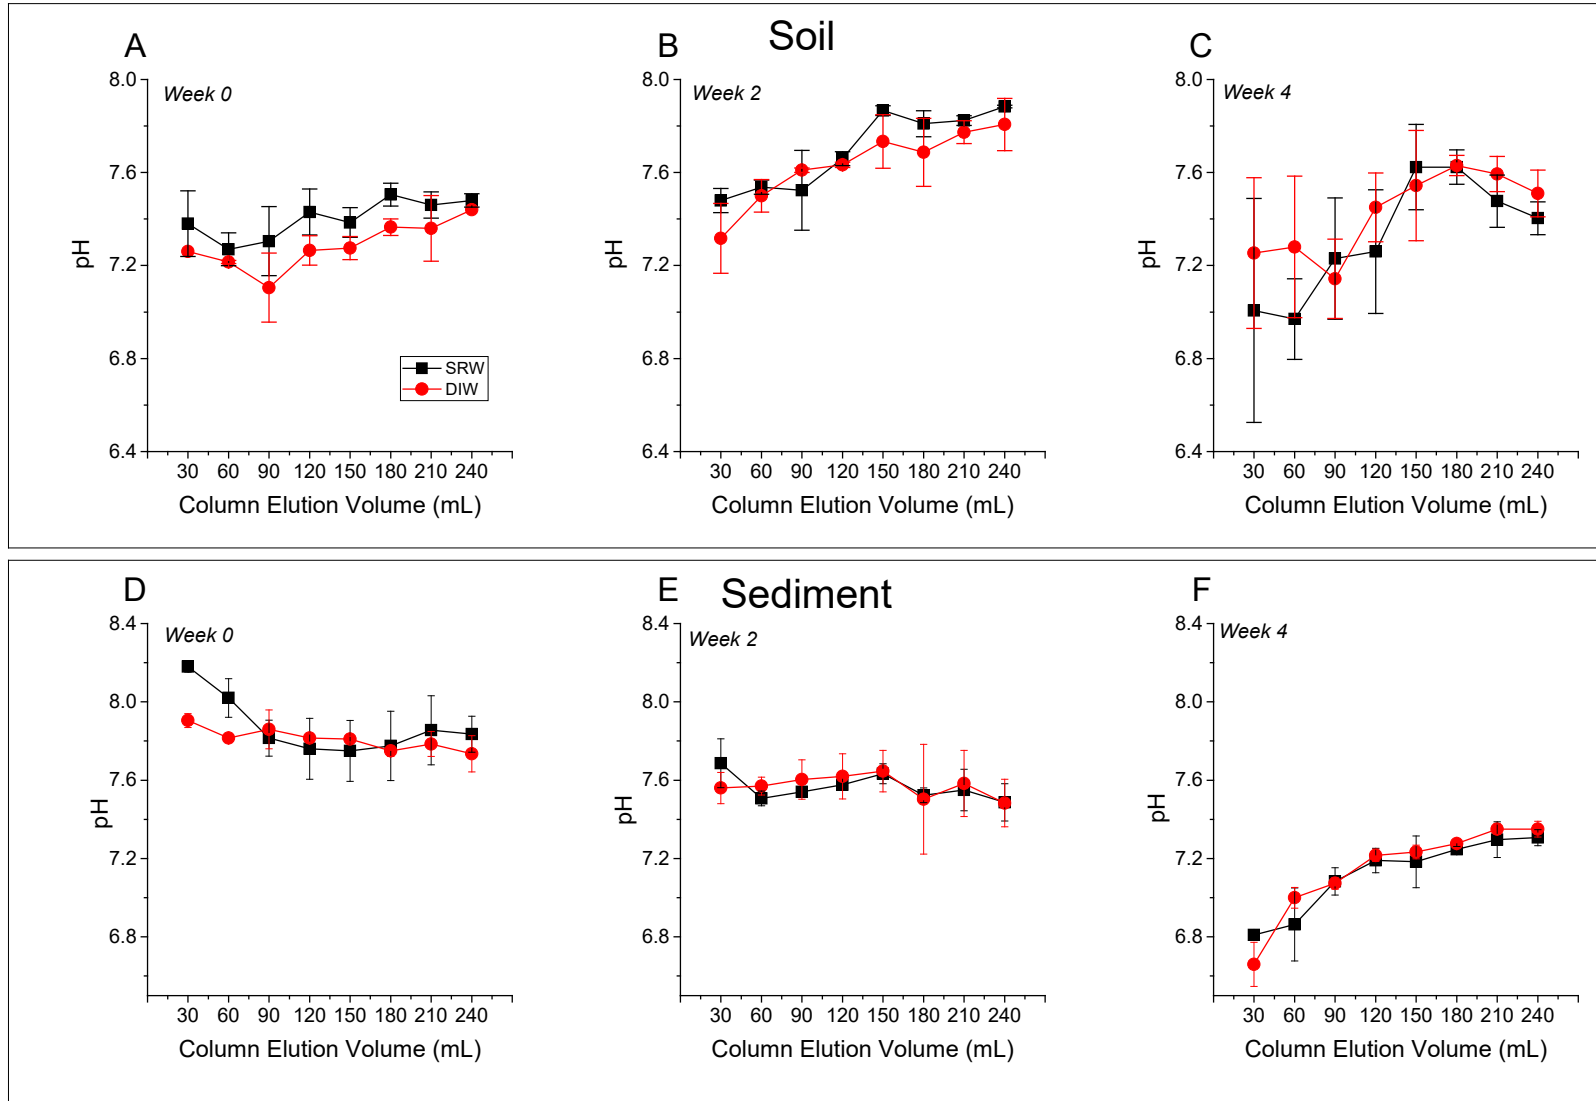 Soil
A
Week 0
8.0
7.6
7.2
6.8
6.4
pH
SRW
DIW
30 60 90 120 150 180 210 240
Column Elution Volume (mL)
B
Week 2
8.0
7.6
7.2
6.8
6.4
pH
30 60 90 120 150 180 210 240
Column Elution Volume (mL)
C
Week 4
8.0
7.6
7.2
6.8
6.4
pH
30 60 90 120 150 180 210 240
Column Elution Volume (mL)
Sediment
D
Week 0
8.4
8.0
7.6
7.2
6.8
pH
30 60 90 120 150 180 210 240
Column Elution Volume (mL)
E
Week 2
8.4
8.0
7.6
7.2
6.8
pH
30 60 90 120 150 180 210 240
Column Elution Volume (mL)
F
Week 4
8.4
8.0
7.6
7.2
6.8
pH
30 60 90 120 150 180 210 240
Column Elution Volume (mL)